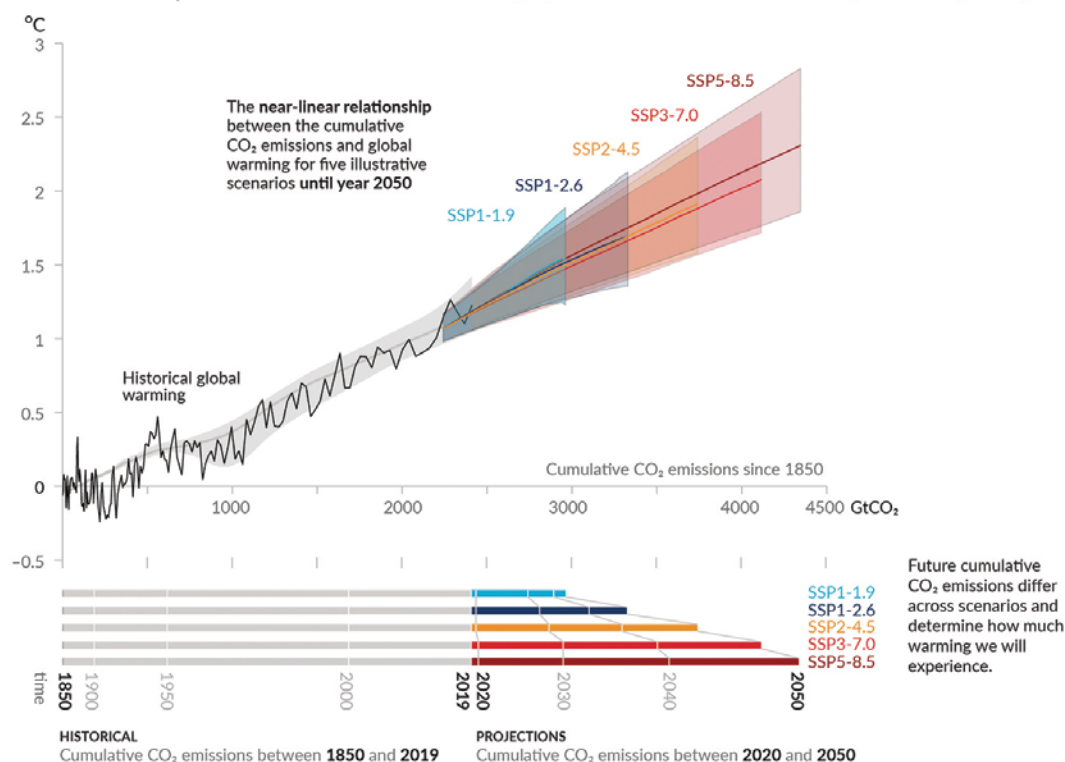 °C
3
2.5
2
1.5
1
0.5
0
−0.5
The near-linear relationship
between the cumulative
CO₂ emissions and global
warming for five illustrative
scenarios until year 2050
SSP5-8.5
SSP3-7.0
SSP2-4.5
SSP1-2.6
SSP1-1.9
Historical global
warming
Cumulative CO₂ emissions since 1850
1000
2000
3000
4000
4500 GtCO₂
SSP1-1.9
SSP1-2.6
SSP2-4.5
SSP3-7.0
SSP5-8.5
Future cumulative
CO₂ emissions differ
across scenarios and
determine how much
warming we will
experience.
time
1850
1900
1950
2000
2019
2020
2030
2040
2050
HISTORICAL
Cumulative CO₂ emissions between 1850 and 2019
PROJECTIONS
Cumulative CO₂ emissions between 2020 and 2050